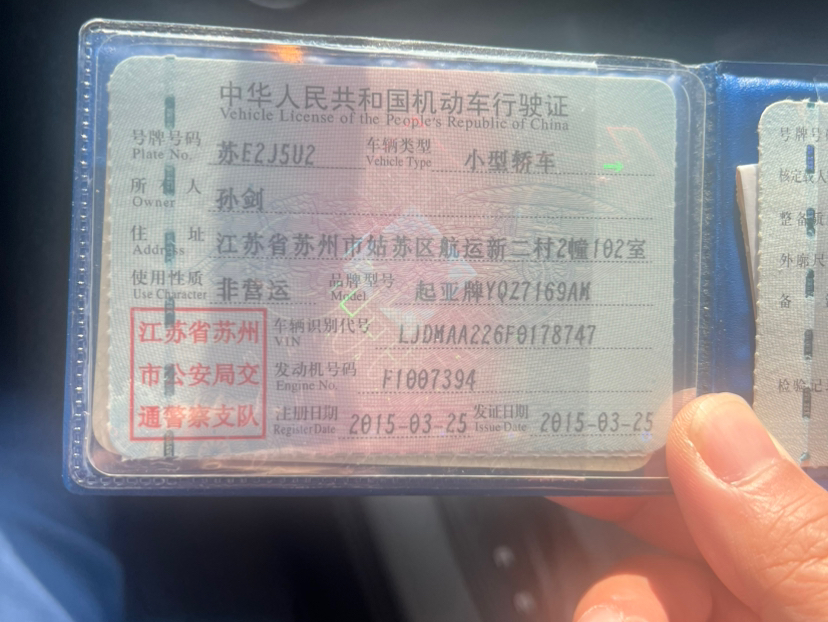 中华人民共和国机动车行驶证
Vehicle License of the People's Republic of China
号牌号码 苏E2J5U2 车辆类型 小型轿车
Plate No. Vehicle Type
所有人 孙剑
Owner
住址 江苏省苏州市姑苏区航运新二村2幢102室
Address
使用性质 非营运 品牌型号 起亚牌YQZ7169AM
Use Character Model
江苏省苏州
市公安局交
通警察支队
车辆识别代号 LJDMAA226F0178747
VIN
发动机号码 F1007394
Engine No.
注册日期 2015-03-25 发证日期 2015-03-25
Register Date Issue Date
号牌号
核定
整备质
外廓尺
备
检验记